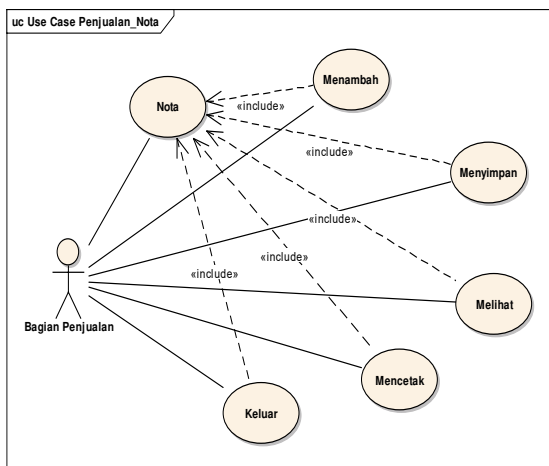 uc Use Case Penjualan_Nota
Menambah
Nota
«include»
«include»
Menyimpan
«include»
«include»
«include»
Bagian Penjualan
Melihat
Mencetak
Keluar